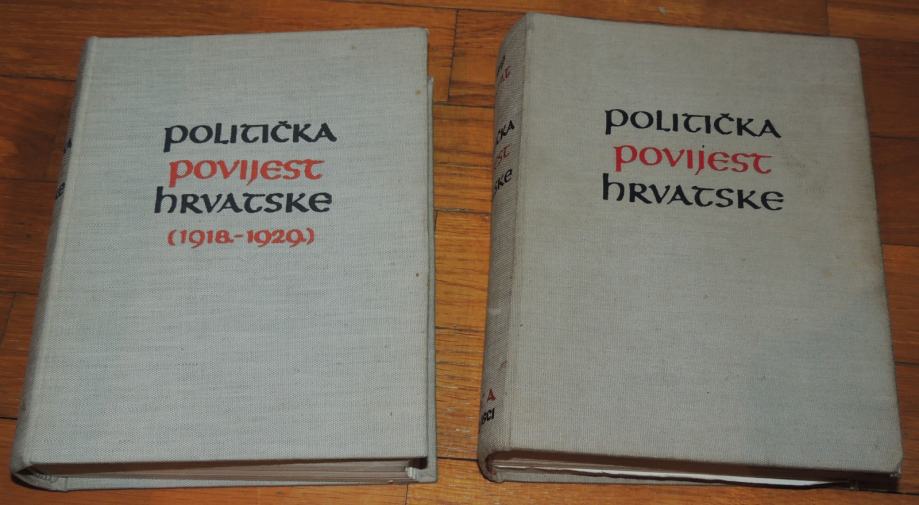 POLITIČKA
POVIJEST
HRVATSKE
(1918.-1929.)
POLITIČKA
POVIJEST
HRVATSKE